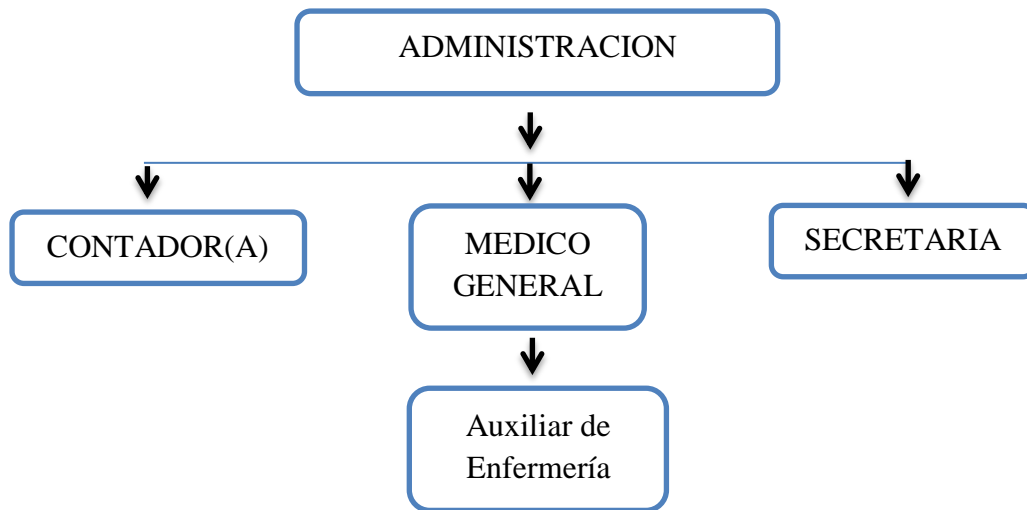 ADMINISTRACION
CONTADOR(A)
MEDICO
GENERAL
SECRETARIA
Auxiliar de
Enfermería